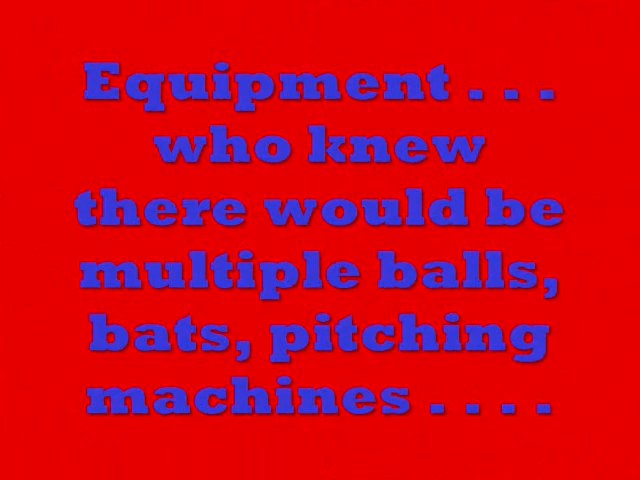 Equipment . . .
who knew
there would be
multiple balls,
bats, pitching
machines . . . .